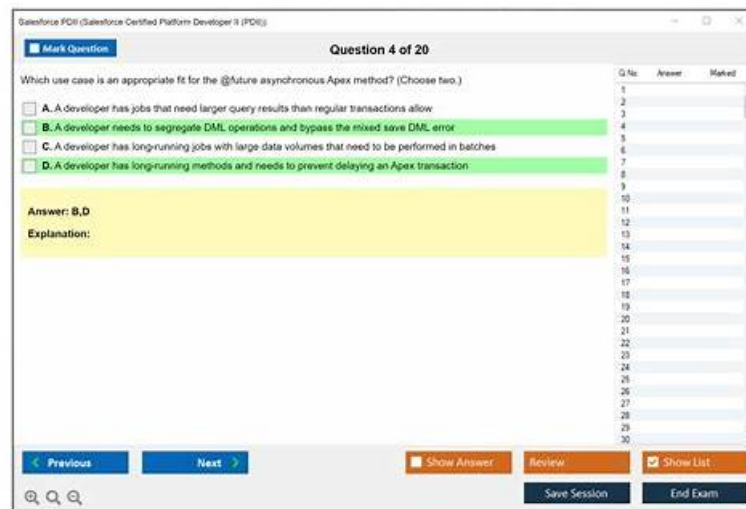 Salesforce PDII (Salesforce Certified Platform Developer II (PDII))
Mark Question
Question 4 of 20
Which use case is an appropriate fit for the @future asynchronous Apex method? (Choose two.)
A. A developer has jobs that need larger query results than regular transactions allow
B. A developer needs to segregate DML operations and bypass the mixed save DML error
C. A developer has long-running jobs with large data volumes that need to be performed in batches
D. A developer has long-running methods and needs to prevent delaying an Apex transaction
Answer: B,D
Explanation:
Q.No Answer Marked
1
2
3
4
5
6
7
8
9
10
11
12
13
14
15
16
17
18
19
20
21
22
23
24
25
26
27
28
29
30
Previous
Next
Show Answer
Review
Show List
Save Session
End Exam